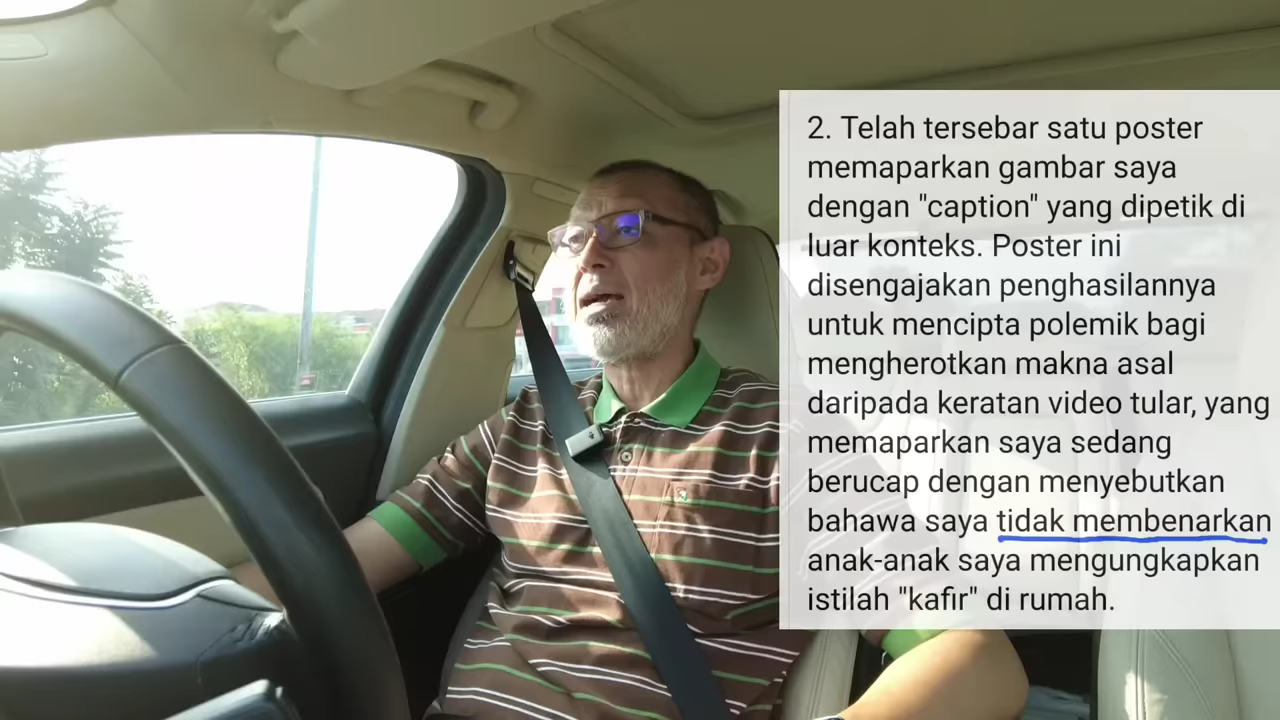 2. Telah tersebar satu poster
memaparkan gambar saya
dengan "caption" yang dipetik di
luar konteks. Poster ini
disengajakan penghasilannya
untuk mencipta polemik bagi
mengherotkan makna asal
daripada keratan video tular, yang
memaparkan saya sedang
berucap dengan menyebutkan
bahawa saya tidak membenarkan
anak-anak saya mengungkapkan
istilah "kafir" di rumah.